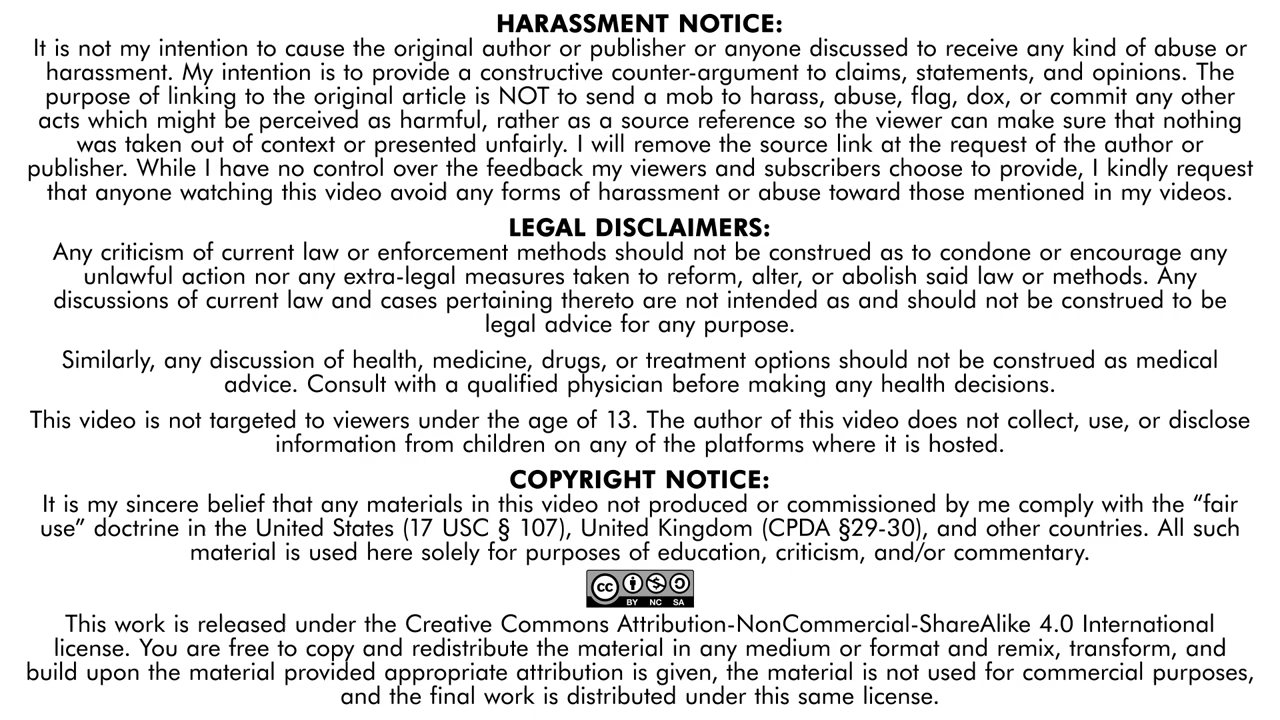 HARASSMENT NOTICE:
It is not my intention to cause the original author or publisher or anyone discussed to receive any kind of abuse or
harassment. My intention is to provide a constructive counter-argument to claims, statements, and opinions. The
purpose of linking to the original article is NOT to send a mob to harass, abuse, flag, dox, or commit any other
acts which might be perceived as harmful, rather as a source reference so the viewer can make sure that nothing
was taken out of context or presented unfairly. I will remove the source link at the request of the author or
publisher. While I have no control over the feedback my viewers and subscribers choose to provide, I kindly request
that anyone watching this video avoid any forms of harassment or abuse toward those mentioned in my videos.
LEGAL DISCLAIMERS:
Any criticism of current law or enforcement methods should not be construed as to condone or encourage any
unlawful action nor any extra-legal measures taken to reform, alter, or abolish said law or methods. Any
discussions of current law and cases pertaining thereto are not intended as and should not be construed to be
legal advice for any purpose.
Similarly, any discussion of health, medicine, drugs, or treatment options should not be construed as medical
advice. Consult with a qualified physician before making any health decisions.
This video is not targeted to viewers under the age of 13. The author of this video does not collect, use, or disclose
information from children on any of the platforms where it is hosted.
COPYRIGHT NOTICE:
It is my sincere belief that any materials in this video not produced or commissioned by me comply with the “fair
use” doctrine in the United States (17 USC § 107), United Kingdom (CPDA §29-30), and other countries. All such
material is used here solely for purposes of education, criticism, and/or commentary.
cc BY NC SA
This work is released under the Creative Commons Attribution-NonCommercial-ShareAlike 4.0 International
license. You are free to copy and redistribute the material in any medium or format and remix, transform, and
build upon the material provided appropriate attribution is given, the material is not used for commercial purposes,
and the final work is distributed under this same license.